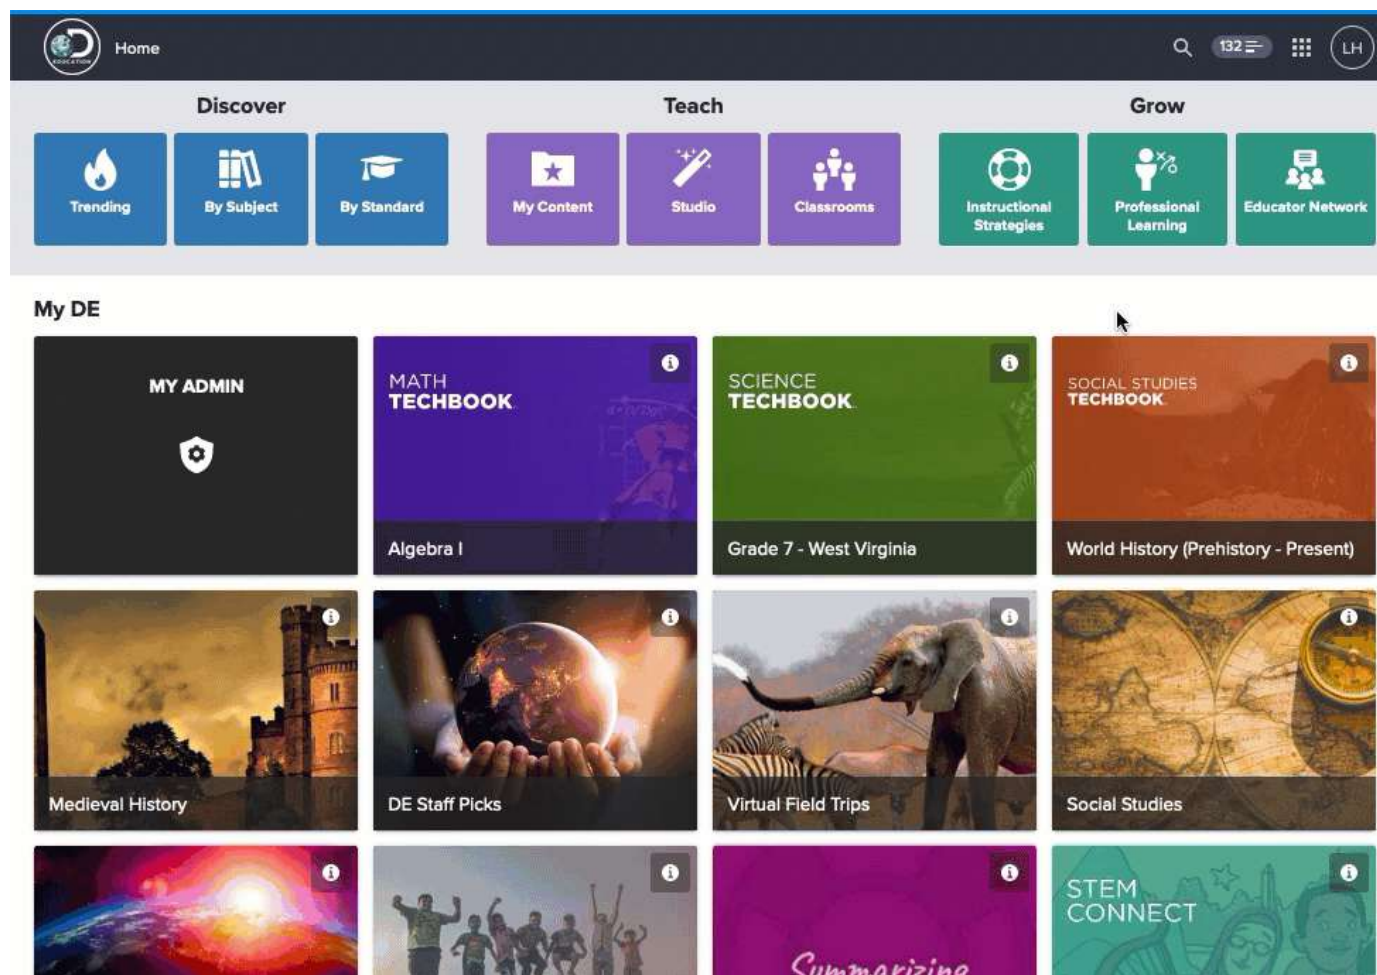 EDUCATION
Home
132
LH
Discover
Teach
Grow
Trending
By Subject
By Standard
My Content
Studio
Classrooms
Instructional
Strategies
Professional
Learning
Educator Network
My DE
MY ADMIN
MATH
TECHBOOK
Algebra I
SCIENCE
TECHBOOK
Grade 7 - West Virginia
SOCIAL STUDIES
TECHBOOK
World History (Prehistory - Present)
Medieval History
DE Staff Picks
Virtual Field Trips
Social Studies
Summarizing
STEM
CONNECT